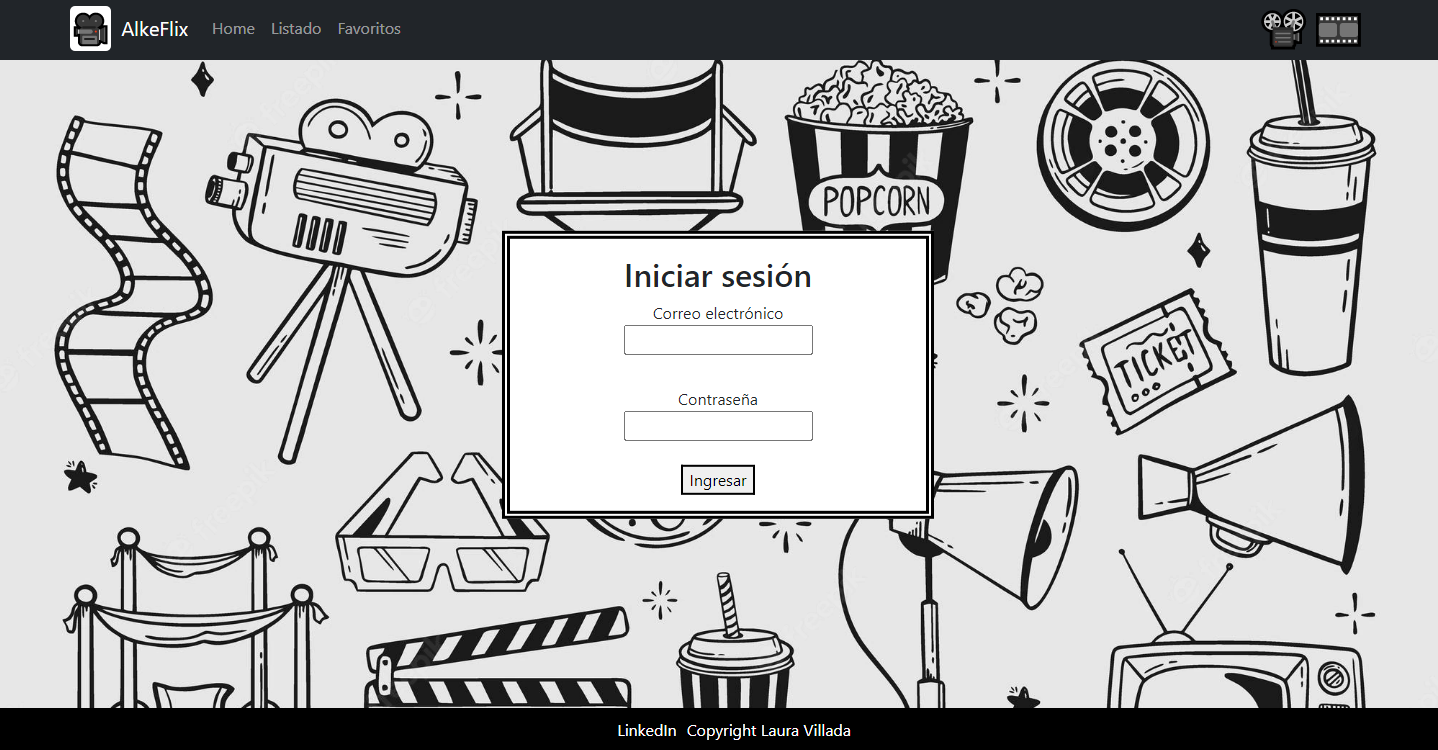 AlkeFlix Home Listado Favoritos
POPCORN
TICKET
Iniciar sesión
Correo electrónico
Contraseña
Ingresar
LinkedIn Copyright Laura Villada